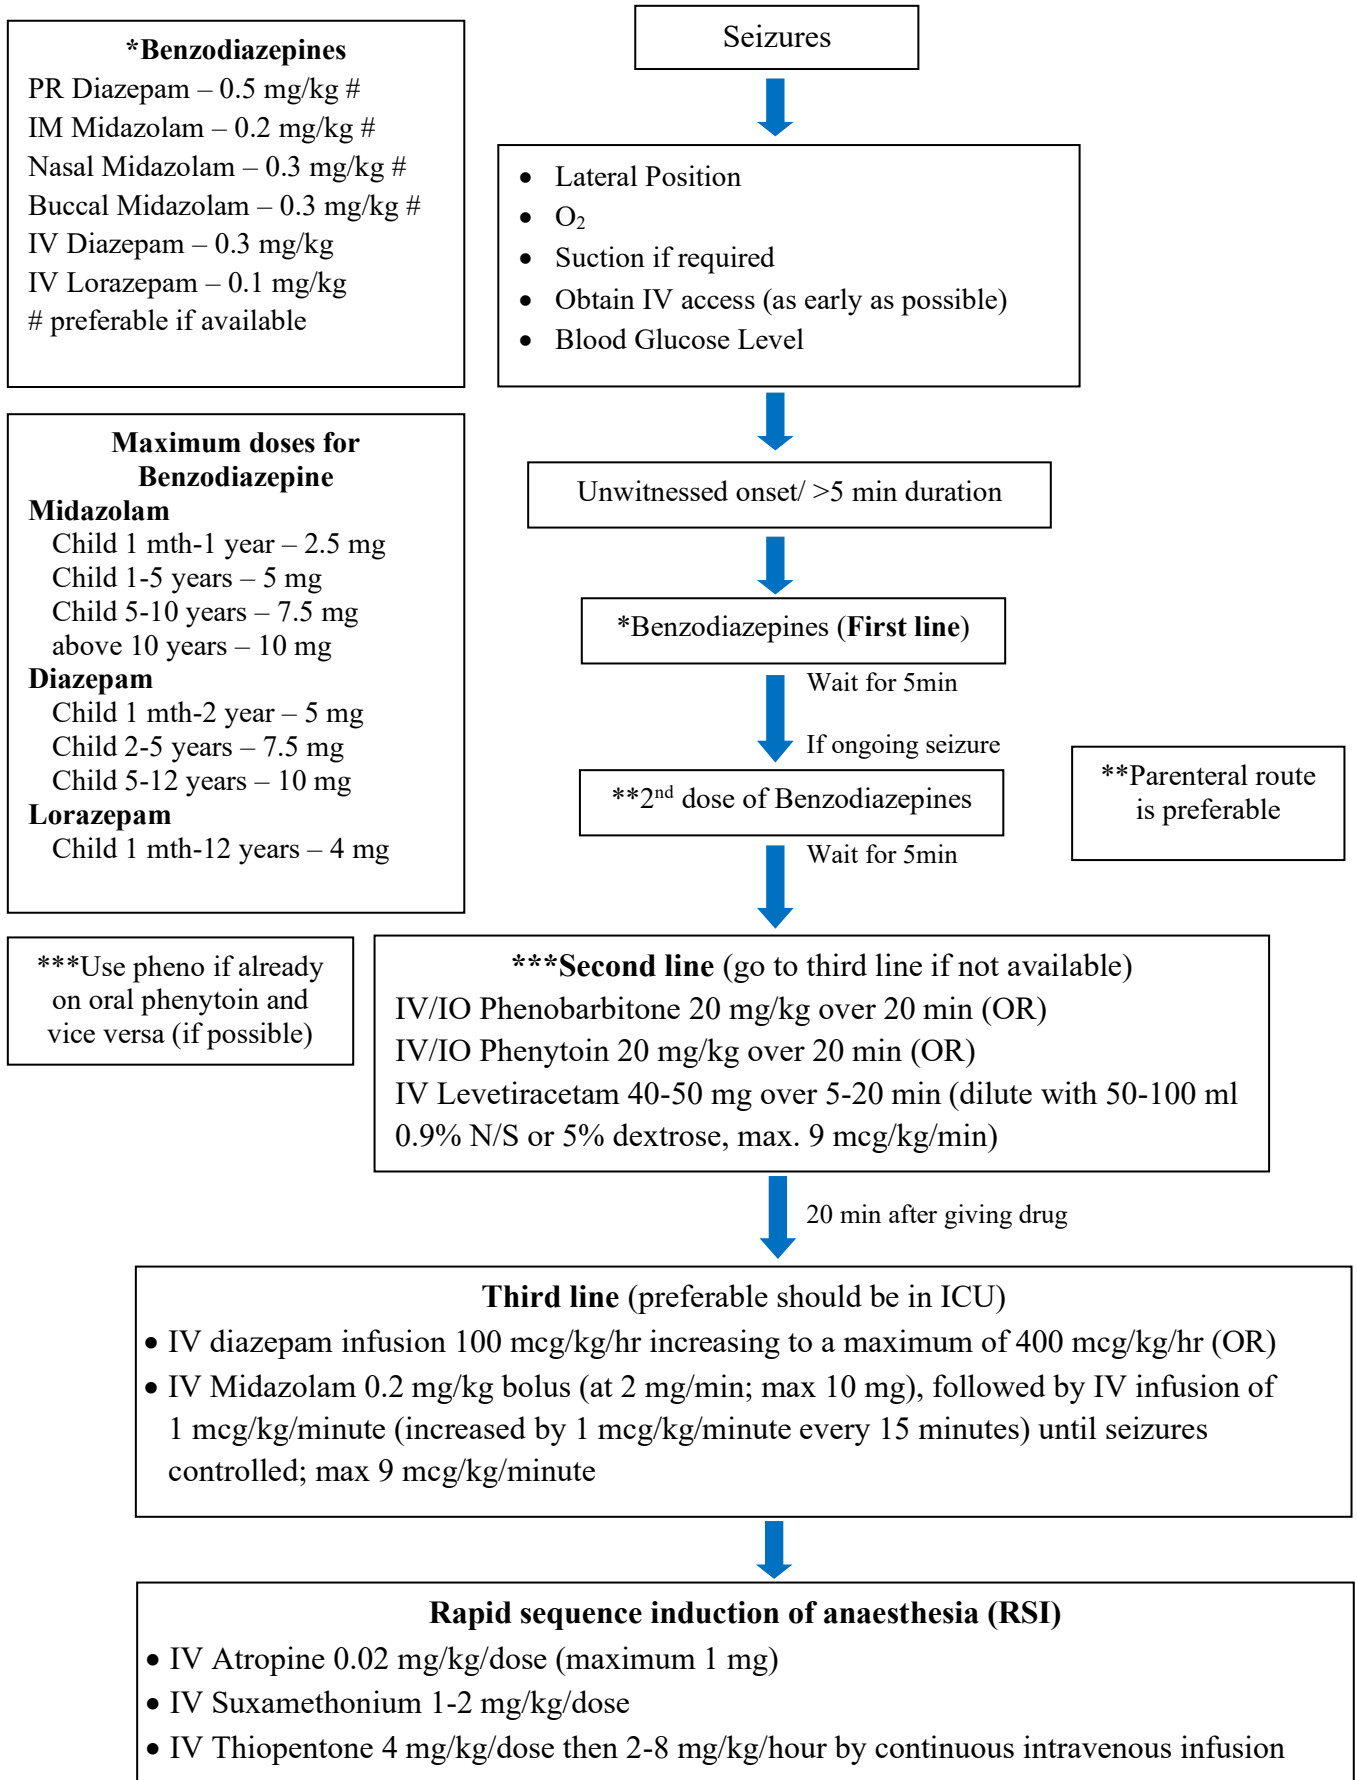 *Benzodiazepines
PR Diazepam – 0.5 mg/kg #
IM Midazolam – 0.2 mg/kg #
Nasal Midazolam – 0.3 mg/kg #
Buccal Midazolam – 0.3 mg/kg #
IV Diazepam – 0.3 mg/kg
IV Lorazepam – 0.1 mg/kg
# preferable if available
Maximum doses for
Benzodiazepine
Midazolam
Child 1 mth-1 year – 2.5 mg
Child 1-5 years – 5 mg
Child 5-10 years – 7.5 mg
above 10 years – 10 mg
Diazepam
Child 1 mth-2 year – 5 mg
Child 2-5 years – 7.5 mg
Child 5-12 years – 10 mg
Lorazepam
Child 1 mth-12 years – 4 mg
Seizures
• Lateral Position
• O₂
• Suction if required
• Obtain IV access (as early as possible)
• Blood Glucose Level
Unwitnessed onset/ >5 min duration
*Benzodiazepines (First line)
Wait for 5min
If ongoing seizure
**2nd dose of Benzodiazepines
**Parenteral route
is preferable
Wait for 5min
***Use pheno if already
on oral phenytoin and
vice versa (if possible)
***Second line (go to third line if not available)
IV/IO Phenobarbitone 20 mg/kg over 20 min (OR)
IV/IO Phenytoin 20 mg/kg over 20 min (OR)
IV Levetiracetam 40-50 mg over 5-20 min (dilute with 50-100 ml
0.9% N/S or 5% dextrose, max. 9 mcg/kg/min)
20 min after giving drug
Third line (preferable should be in ICU)
• IV diazepam infusion 100 mcg/kg/hr increasing to a maximum of 400 mcg/kg/hr (OR)
• IV Midazolam 0.2 mg/kg bolus (at 2 mg/min; max 10 mg), followed by IV infusion of
1 mcg/kg/minute (increased by 1 mcg/kg/minute every 15 minutes) until seizures
controlled; max 9 mcg/kg/minute
Rapid sequence induction of anaesthesia (RSI)
• IV Atropine 0.02 mg/kg/dose (maximum 1 mg)
• IV Suxamethonium 1-2 mg/kg/dose
• IV Thiopentone 4 mg/kg/dose then 2-8 mg/kg/hour by continuous intravenous infusion